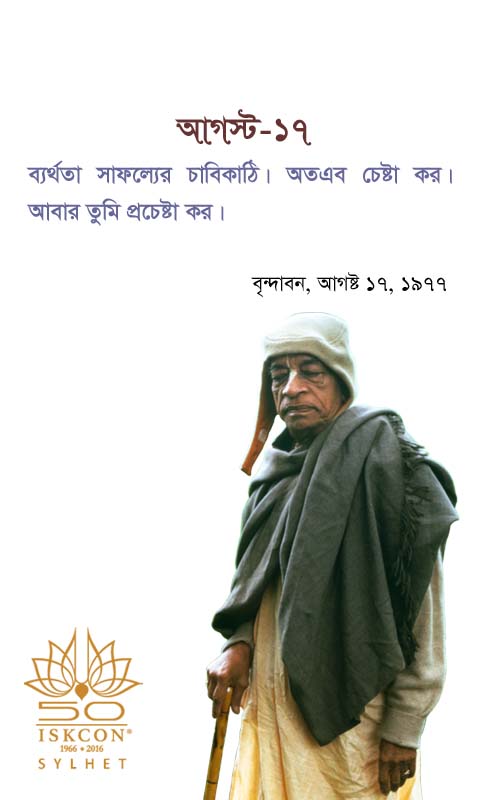 আগস্ট-১৭
ব্যর্থতা সাফল্যের চাবিকাঠি। অতএব চেষ্টা কর।
আবার তুমি প্রচেষ্টা কর।
বৃন্দাবন, আগষ্ট ১৭, ১৯৭৭
50
ISKCON®
1966 • 2016
SYLHET